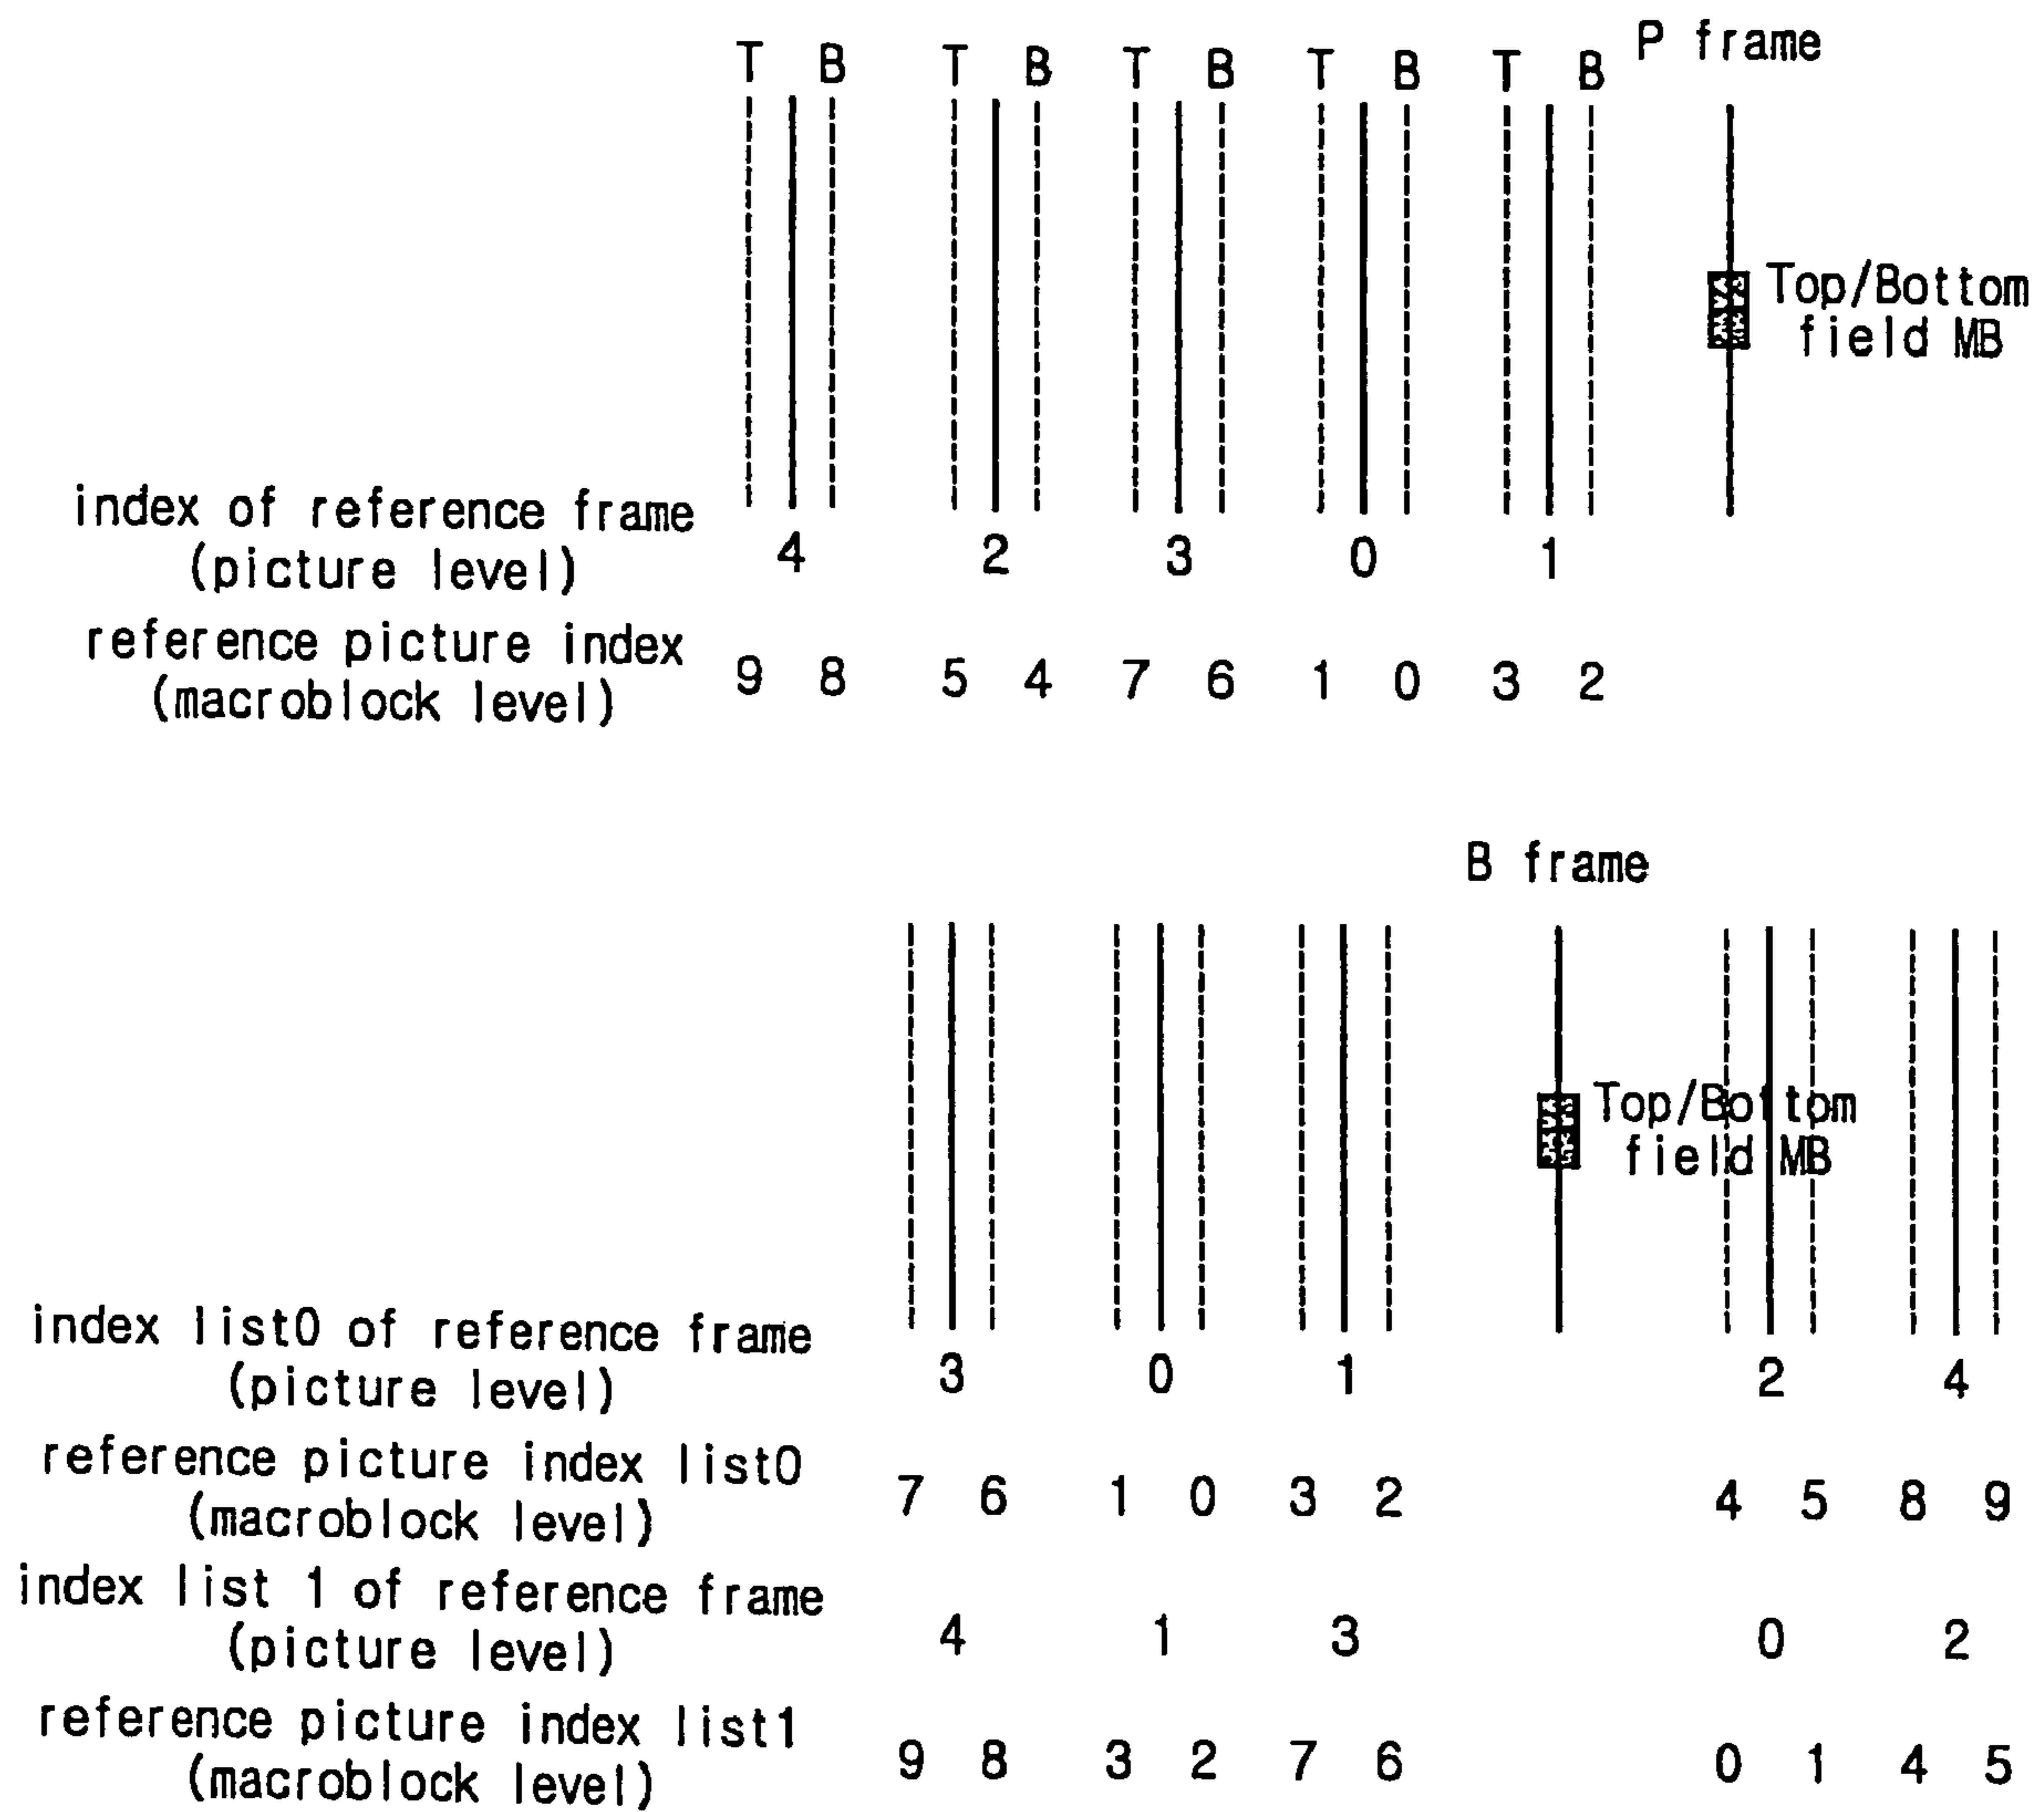 P frame
T B T B T B T B T B
Top/Bottom
field MB
index of reference frame
(picture level)
4 2 3 0 1
reference picture index
(macroblock level)
9 8 5 4 7 6 1 0 3 2
B frame
Top/Bottom
field MB
index list0 of reference frame
(picture level)
3 0 1 2 4
reference picture index list0
(macroblock level)
7 6 1 0 3 2 4 5 8 9
index list 1 of reference frame
(picture level)
4 1 3 0 2
reference picture index list1
(macroblock level)
9 8 3 2 7 6 0 1 4 5